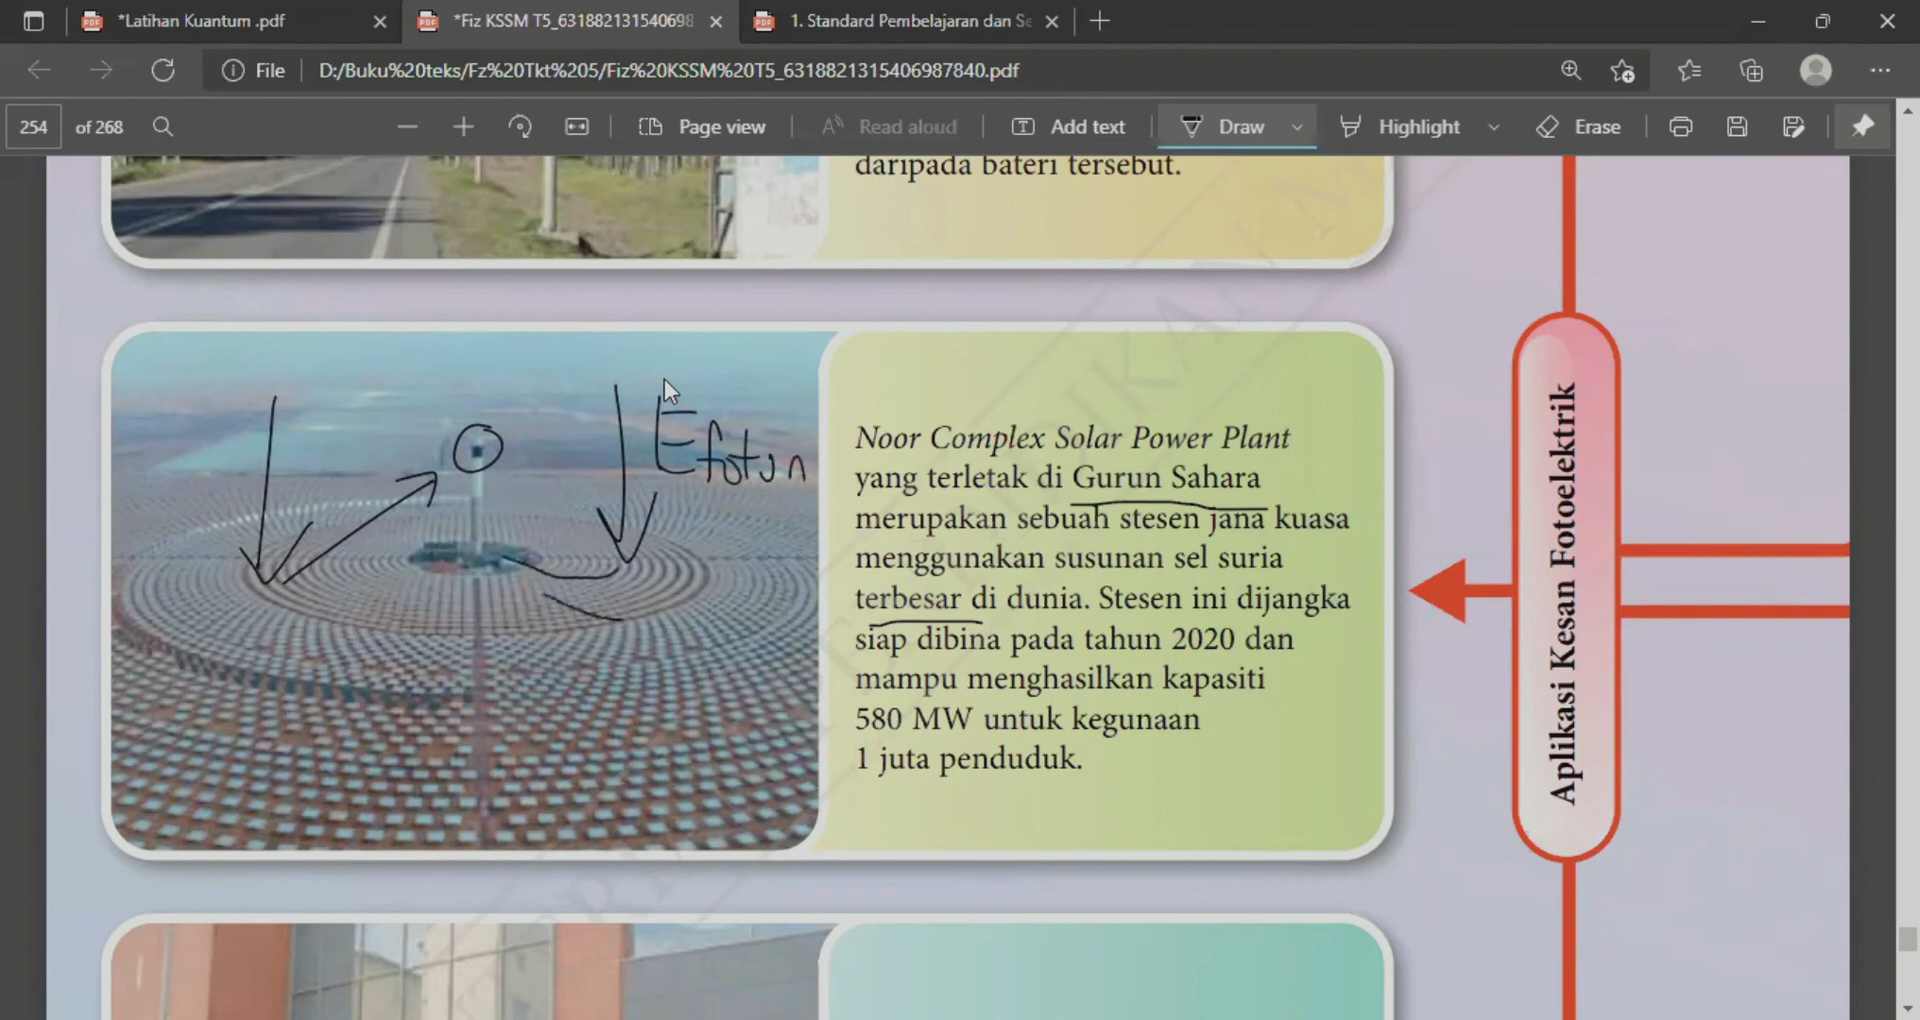 *Latihan Kuantum .pdf
*Fiz KSSM T5_631882131540698
1. Standard Pembelajaran dan Se
File
D:/Buku%20teks/Fz%20Tkt%205/Fiz%20KSSM%20T5_6318821315406987840.pdf
254 of 268
Page view
Read aloud
Add text
Draw
Highlight
Erase
daripada bateri tersebut.
Efoton
Noor Complex Solar Power Plant
yang terletak di Gurun Sahara
merupakan sebuah stesen jana kuasa
menggunakan susunan sel suria
terbesar di dunia. Stesen ini dijangka
siap dibina pada tahun 2020 dan
mampu menghasilkan kapasiti
580 MW untuk kegunaan
1 juta penduduk.
Aplikasi Kesan Fotoelektrik